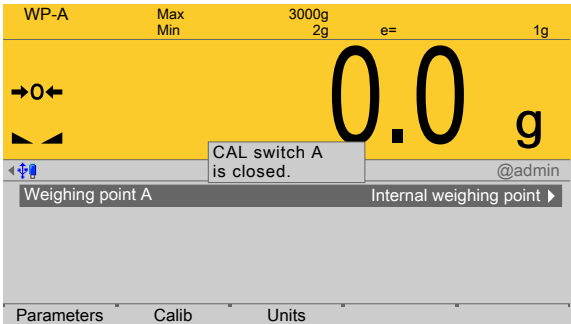 WP-A Max 3000g
Min 2g e= 1g
→0←
0.0 g
CAL switch A
is closed.
@admin
Weighing point A Internal weighing point
Parameters Calib Units